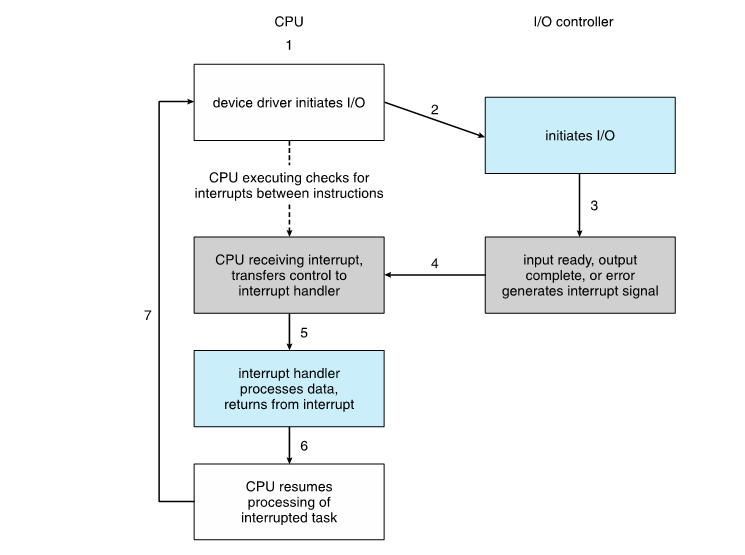 CPU
I/O controller
1
device driver initiates I/O
2
initiates I/O
CPU executing checks for
interrupts between instructions
3
CPU receiving interrupt,
transfers control to
interrupt handler
4
input ready, output
complete, or error
generates interrupt signal
7
5
interrupt handler
processes data,
returns from interrupt
6
CPU resumes
processing of
interrupted task